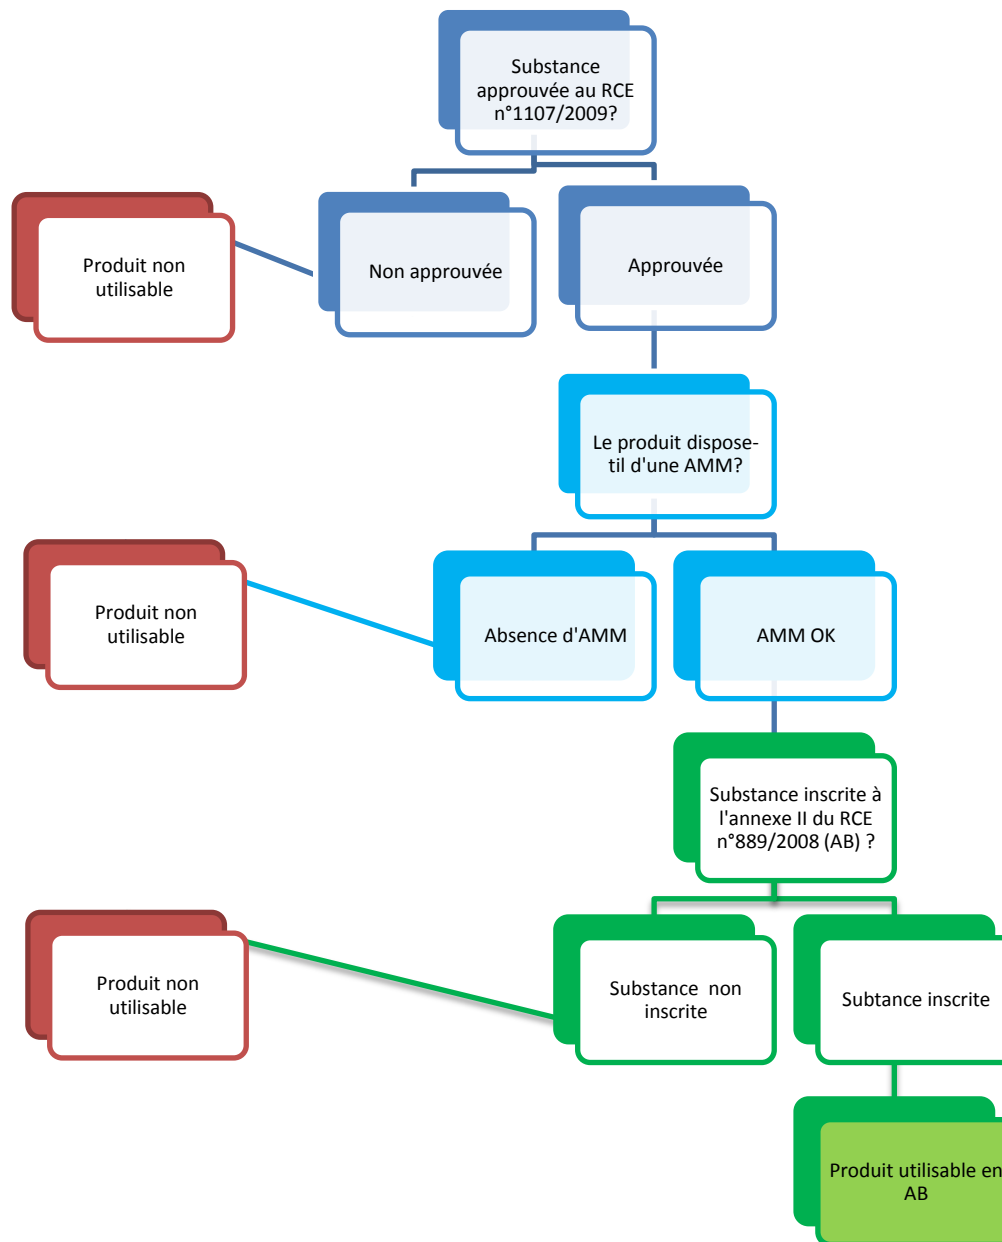 Substance
approuvée au RCE
n°1107/2009?
Produit non
utilisable
Non approuvée
Approuvée
Le produit dispose-
til d'une AMM?
Produit non
utilisable
Absence d'AMM
AMM OK
Substance inscrite à
l'annexe II du RCE
n°889/2008 (AB) ?
Produit non
utilisable
Substance  non
inscrite
Subtance inscrite
Produit utilisable en
AB